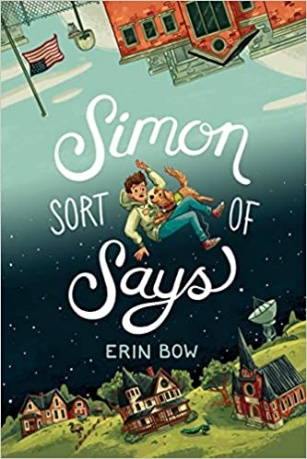 Simon
SORT OF
Says
ERIN BOW